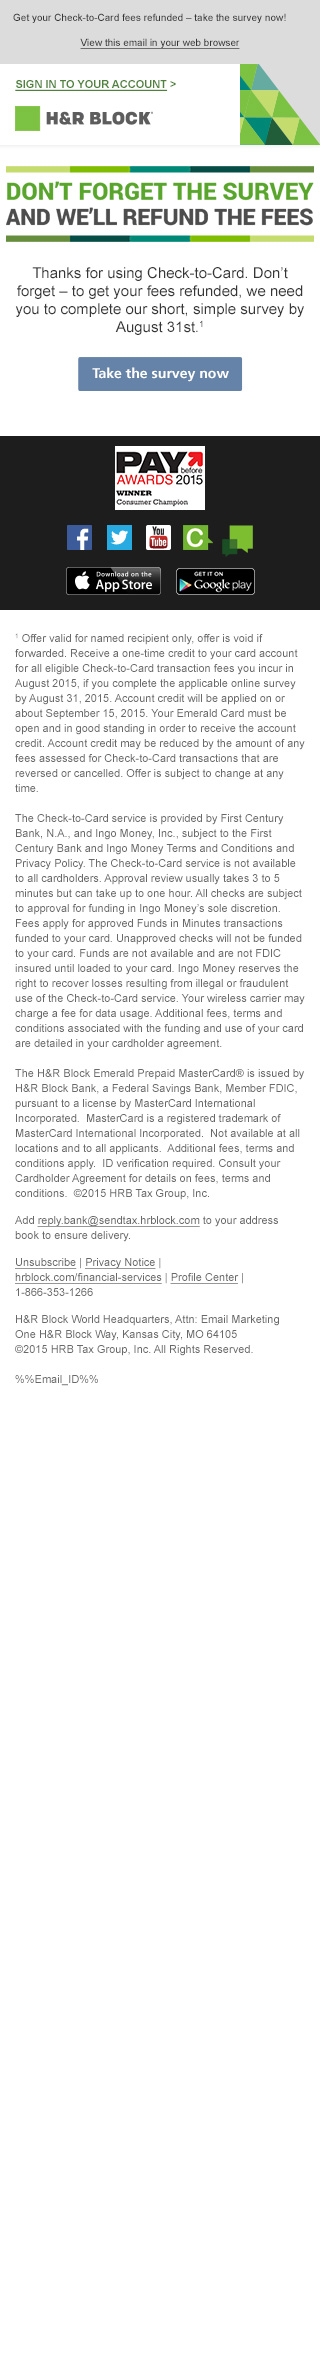 Get your Check-to-Card fees refunded – take the survey now!
View this email in your web browser
SIGN IN TO YOUR ACCOUNT >
H&R BLOCK®
DON'T FORGET THE SURVEY
AND WE'LL REFUND THE FEES
Thanks for using Check-to-Card. Don't
forget – to get your fees refunded, we need
you to complete our short, simple survey by
August 31st.¹
Take the survey now
PAY before
AWARDS 2015
WINNER
Consumer Champion
f
You
Tube
C
Download on the
App Store
GET IT ON
Google play
¹ Offer valid for named recipient only, offer is void if
forwarded. Receive a one-time credit to your card account
for all eligible Check-to-Card transaction fees you incur in
August 2015, if you complete the applicable online survey
by August 31, 2015. Account credit will be applied on or
about September 15, 2015. Your Emerald Card must be
open and in good standing in order to receive the account
credit. Account credit may be reduced by the amount of any
fees assessed for Check-to-Card transactions that are
reversed or cancelled. Offer is subject to change at any
time.
The Check-to-Card service is provided by First Century
Bank, N.A., and Ingo Money, Inc., subject to the First
Century Bank and Ingo Money Terms and Conditions and
Privacy Policy. The Check-to-Card service is not available
to all cardholders. Approval review usually takes 3 to 5
minutes but can take up to one hour. All checks are subject
to approval for funding in Ingo Money's sole discretion.
Fees apply for approved Funds in Minutes transactions
funded to your card. Unapproved checks will not be funded
to your card. Funds are not available and are not FDIC
insured until loaded to your card. Ingo Money reserves the
right to recover losses resulting from illegal or fraudulent
use of the Check-to-Card service. Your wireless carrier may
charge a fee for data usage. Additional fees, terms and
conditions associated with the funding and use of your card
are detailed in your cardholder agreement.
The H&R Block Emerald Prepaid MasterCard® is issued by
H&R Block Bank, a Federal Savings Bank, Member FDIC,
pursuant to a license by MasterCard International
Incorporated. MasterCard is a registered trademark of
MasterCard International Incorporated. Not available at all
locations and to all applicants. Additional fees, terms and
conditions apply. ID verification required. Consult your
Cardholder Agreement for details on fees, terms and
conditions. ©2015 HRB Tax Group, Inc.
Add reply.bank@sendtax.hrblock.com to your address
book to ensure delivery.
Unsubscribe | Privacy Notice |
hrblock.com/financial-services | Profile Center |
1-866-353-1266
H&R Block World Headquarters, Attn: Email Marketing
One H&R Block Way, Kansas City, MO 64105
©2015 HRB Tax Group, Inc. All Rights Reserved.
%%Email_ID%%